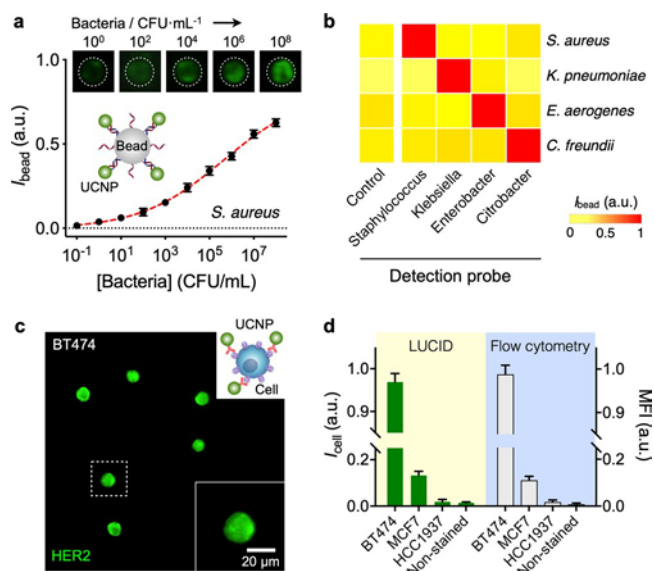 a
Bacteria / CFU·mL⁻¹
10⁰ 10² 10⁴ 10⁶ 10⁸
1.0
0.5
0.0
I_bead (a.u.)
Bead
UCNP
S. aureus
10⁻¹ 10¹ 10³ 10⁵ 10⁷
[Bacteria] (CFU/mL)
b
S. aureus
K. pneumoniae
E. aerogenes
C. freundii
Control
Staphylococcus
Klebsiella
Enterobacter
Citrobacter
Detection probe
I_bead (a.u.)
0 0.5 1
c
BT474
UCNP
Cell
HER2
20 µm
d
LUCID
Flow cytometry
1.0
0.9
0.2
0.0
I_cell (a.u.)
1.0
0.9
0.2
0.0
MFI (a.u.)
BT474
MCF7
HCC1937
Non-stained
BT474
MCF7
HCC1937
Non-stained